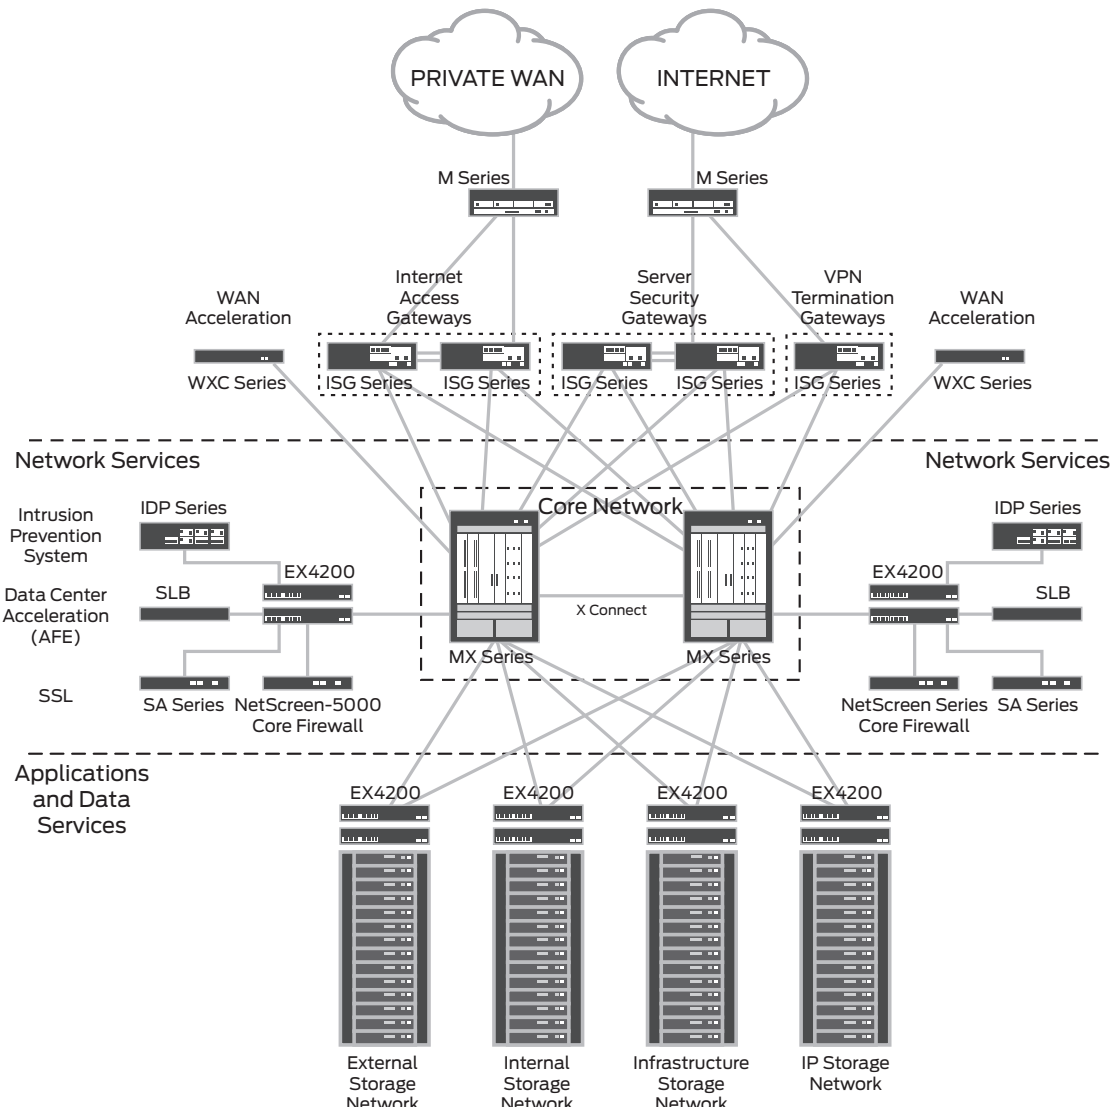 PRIVATE WAN
INTERNET
M Series
M Series
Internet
Access
Gateways
Server
Security
Gateways
VPN
Termination
Gateways
WAN
Acceleration
WAN
Acceleration
WXC Series
ISG Series
ISG Series
ISG Series
ISG Series
ISG Series
WXC Series
Network Services
Network Services
Core Network
Intrusion
Prevention
System
IDP Series
IDP Series
EX4200
EX4200
Data Center
Acceleration
(AFE)
SLB
SLB
X Connect
MX Series
MX Series
SSL
SA Series
NetScreen-5000
Core Firewall
NetScreen Series
Core Firewall
SA Series
Applications
and Data
Services
EX4200
EX4200
EX4200
EX4200
External
Storage
Network
Internal
Storage
Network
Infrastructure
Storage
Network
IP Storage
Network